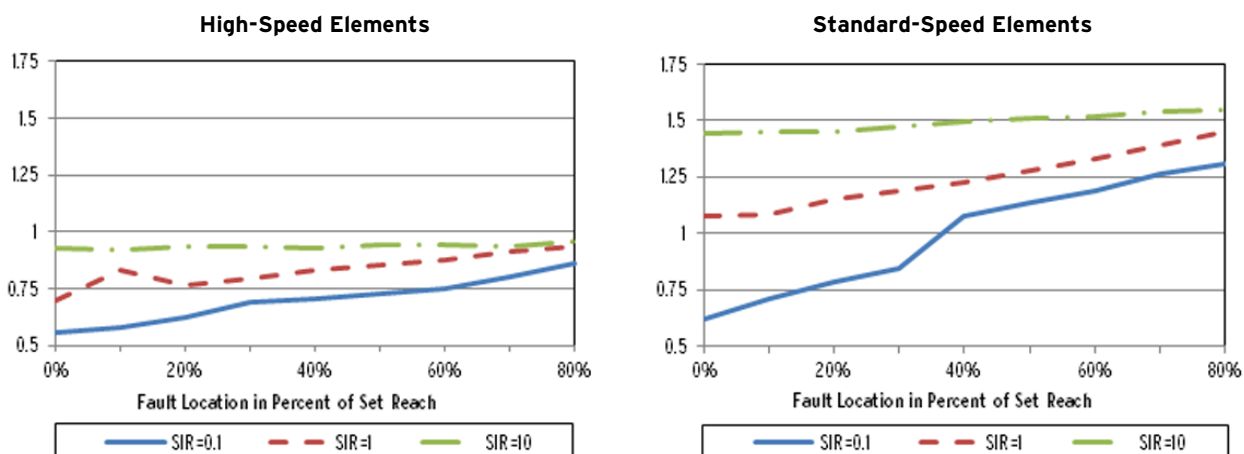 High-Speed Elements
1.75
1.5
1.25
1
0.75
0.5
0% 20% 40% 60% 80%
Fault Location in Percent of Set Reach
SIR=0.1 SIR=1 SIR=10
Standard-Speed Elements
1.75
1.5
1.25
1
0.75
0.5
0% 20% 40% 60% 80%
Fault Location in Percent of Set Reach
SIR=0.1 SIR=1 SIR=10